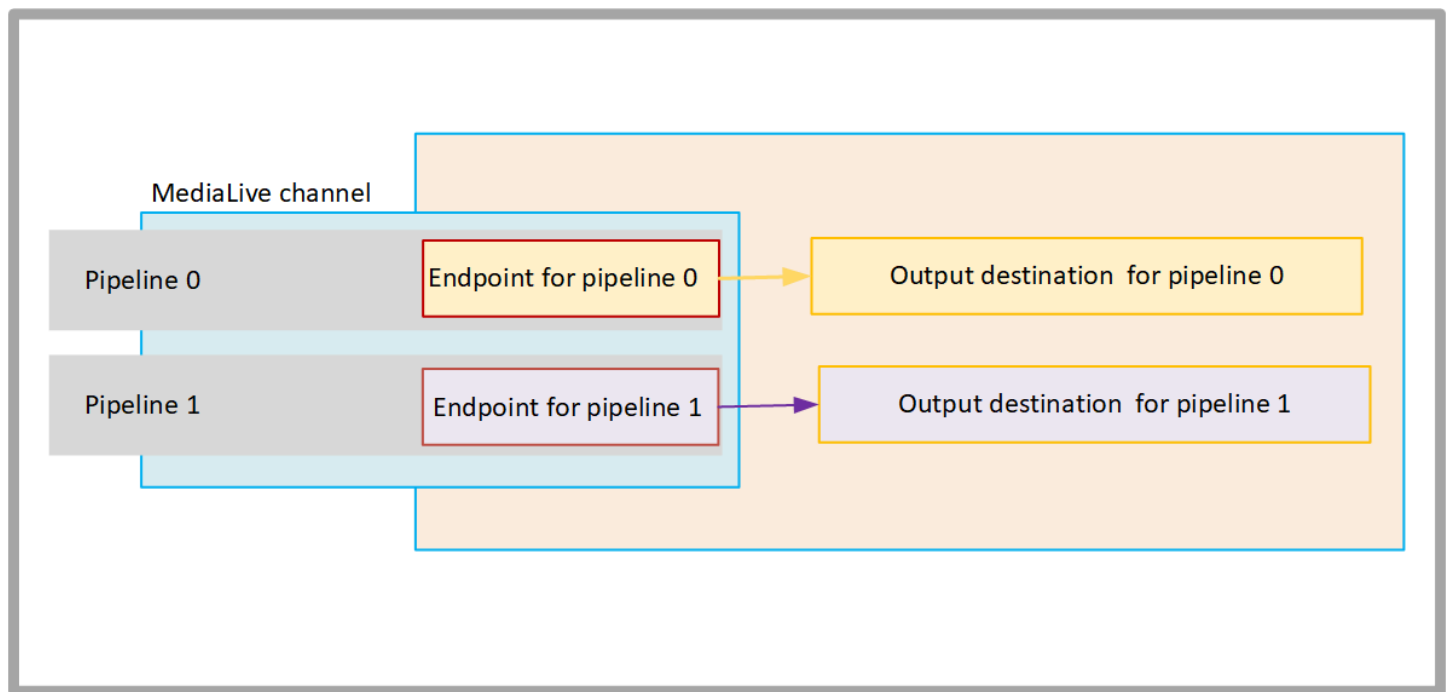 MediaLive channel
Pipeline 0
Endpoint for pipeline 0
Output destination  for pipeline 0
Pipeline 1
Endpoint for pipeline 1
Output destination  for pipeline 1